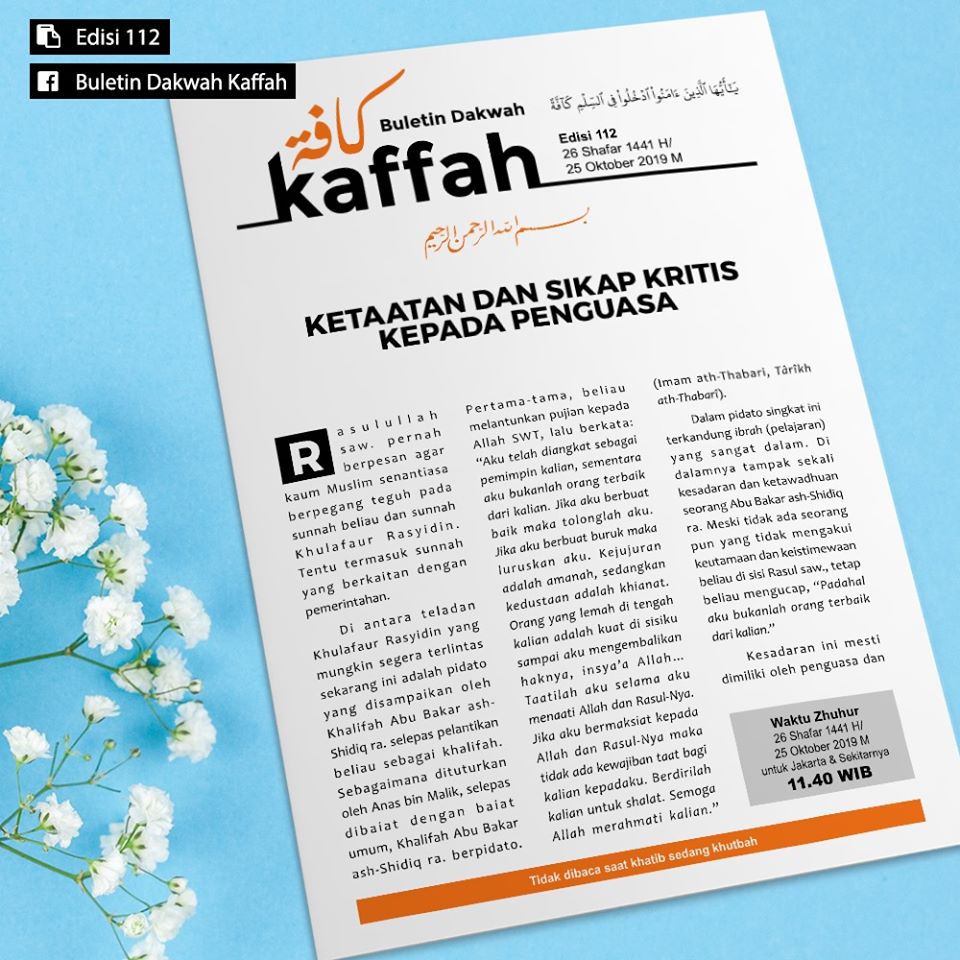 Edisi 112
Buletin Dakwah Kaffah
كافة
Buletin Dakwah
kaffah
يَـٰٓأَيُّهَا ٱلَّذِينَ ءَامَنُوا۟ ٱدْخُلُوا۟ فِى ٱلسِّلْمِ كَآفَّةً
Edisi 112
26 Shafar 1441 H/
25 Oktober 2019 M
بسم الله الرحمن الرحيم
KETAATAN DAN SIKAP KRITIS
KEPADA PENGUASA
Rasulullah
saw. pernah
berpesan agar
kaum Muslim senantiasa
berpegang teguh pada
sunnah beliau dan sunnah
Khulafaur Rasyidin.
Tentu termasuk sunnah
yang berkaitan dengan
pemerintahan.
Di antara teladan
Khulafaur Rasyidin yang
mungkin segera terlintas
sekarang ini adalah pidato
yang disampaikan oleh
Khalifah Abu Bakar ash-
Shidiq ra. selepas pelantikan
beliau sebagai khalifah.
Sebagaimana dituturkan
oleh Anas bin Malik, selepas
dibaiat dengan baiat
umum, Khalifah Abu Bakar
ash-Shidiq ra. berpidato.
Pertama-tama, beliau
melantunkan pujian kepada
Allah SWT, lalu berkata:
“Aku telah diangkat sebagai
pemimpin kalian, sementara
aku bukanlah orang terbaik
dari kalian. Jika aku berbuat
baik maka tolonglah aku.
Jika aku berbuat buruk maka
luruskan aku. Kejujuran
adalah amanah, sedangkan
kedustaan adalah khianat.
Orang yang lemah di tengah
kalian adalah kuat di sisiku
sampai aku mengembalikan
haknya, insya’a Allah...
Taatilah aku selama aku
menaati Allah dan Rasul-Nya.
Jika aku bermaksiat kepada
Allah dan Rasul-Nya maka
tidak ada kewajiban taat bagi
kalian kepadaku. Berdirilah
kalian untuk shalat. Semoga
Allah merahmati kalian.”
(Imam ath-Thabari, Târîkh
ath-Thabarî).
Dalam pidato singkat ini
terkandung ibrah (pelajaran)
yang sangat dalam. Di
dalamnya tampak sekali
kesadaran dan ketawadhuan
seorang Abu Bakar ash-Shidiq
ra. Meski tidak ada seorang
pun yang tidak mengakui
keutamaan dan keistimewaan
beliau di sisi Rasul saw., tetap
beliau mengucap, “Padahal
aku bukanlah orang terbaik
dari kalian.”
Kesadaran ini mesti
dimiliki oleh penguasa dan
Waktu Zhuhur
26 Shafar 1441 H/
25 Oktober 2019 M
untuk Jakarta & Sekitarnya
11.40 WIB
Tidak dibaca saat khatib sedang khutbah